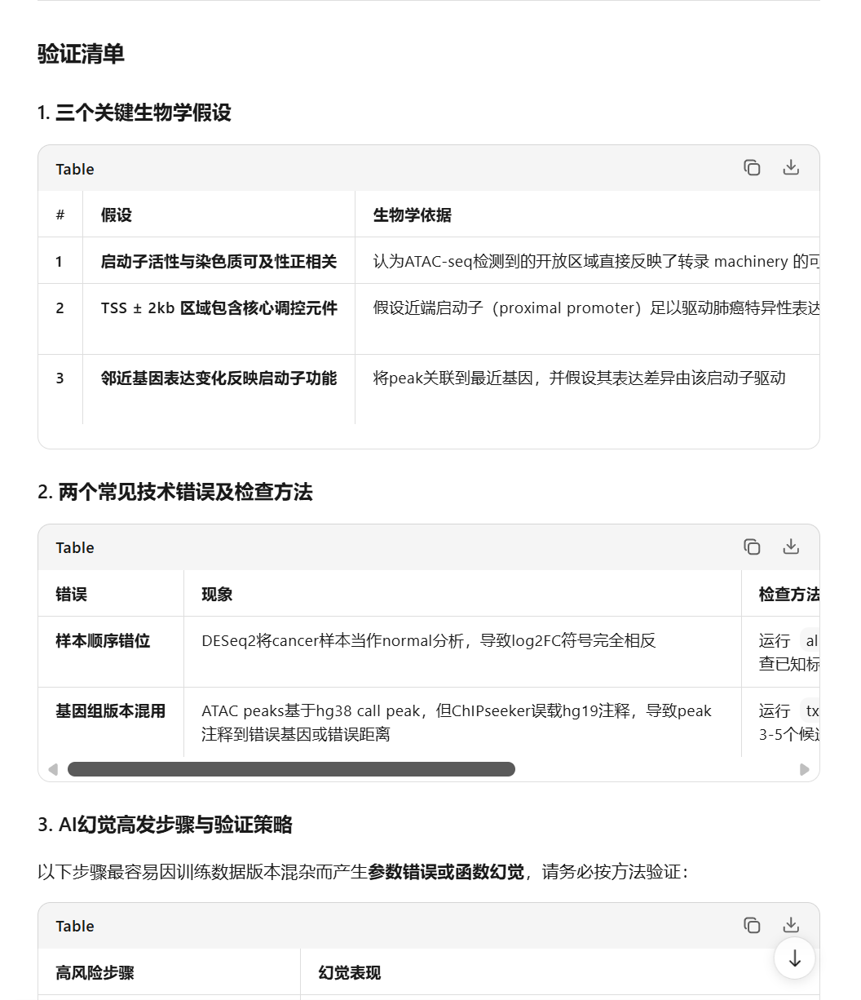 验证清单
1. 三个关键生物学假设
Table
# 假设 生物学依据
1 启动子活性与染色质可及性正相关 认为ATAC-seq检测到的开放区域直接反映了转录 machinery 的可
2 TSS ± 2kb 区域包含核心调控元件 假设近端启动子（proximal promoter）足以驱动肺癌特异性表达
3 邻近基因表达变化反映启动子功能 将peak关联到最近基因，并假设其表达差异由该启动子驱动
2. 两个常见技术错误及检查方法
Table
错误 现象 检查方法
样本顺序错位 DESeq2将cancer样本当作normal分析，导致log2FC符号完全相反 运行 al
查已知标
基因组版本混用 ATAC peaks基于hg38 call peak，但ChIPseeker误载hg19注释，导致peak 运行 tx
注释到错误基因或错误距离 3-5个候
3. AI幻觉高发步骤与验证策略
以下步骤最容易因训练数据版本混杂而产生参数错误或函数幻觉，请务必按方法验证：
Table
高风险步骤 幻觉表现